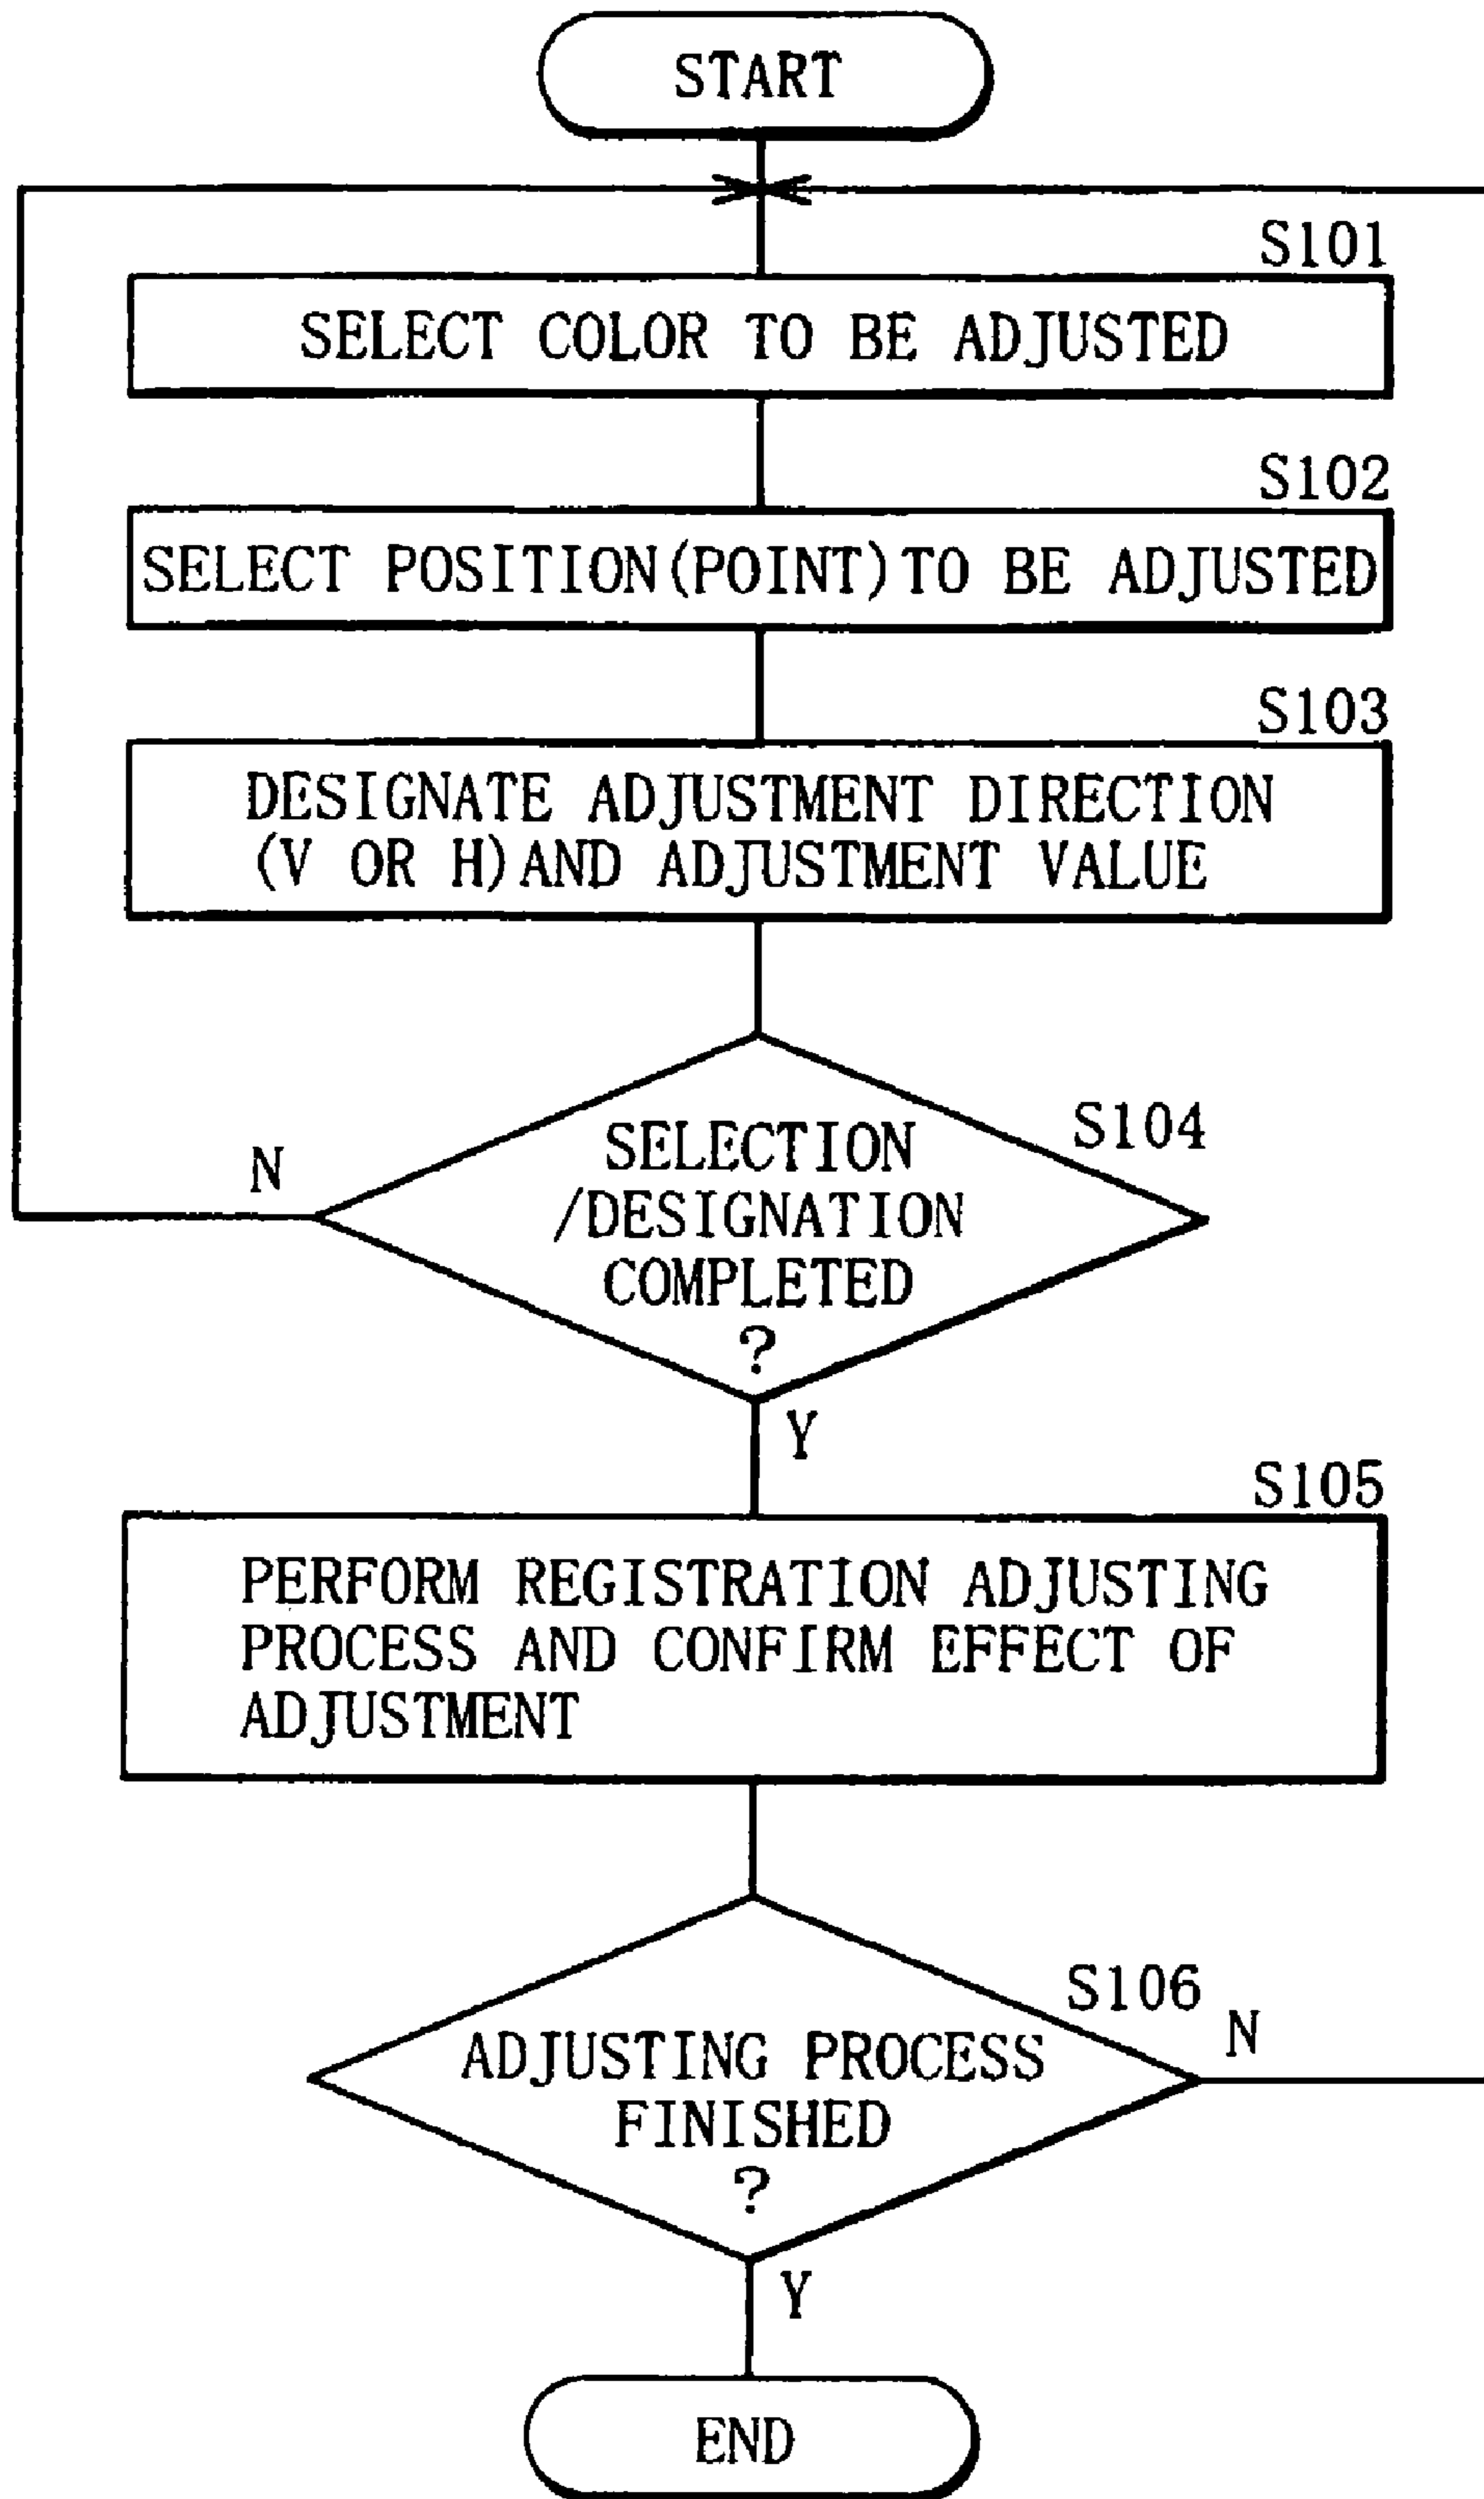 START
S101
SELECT COLOR TO BE ADJUSTED
S102
SELECT POSITION(POINT)TO BE ADJUSTED
S103
DESIGNATE ADJUSTMENT DIRECTION
(V OR H)AND ADJUSTMENT VALUE
S104
SELECTION
/DESIGNATION
COMPLETED
?
N
Y
S105
PERFORM REGISTRATION ADJUSTING
PROCESS AND CONFIRM EFFECT OF
ADJUSTMENT
S106
N
ADJUSTING PROCESS
FINISHED
?
Y
END